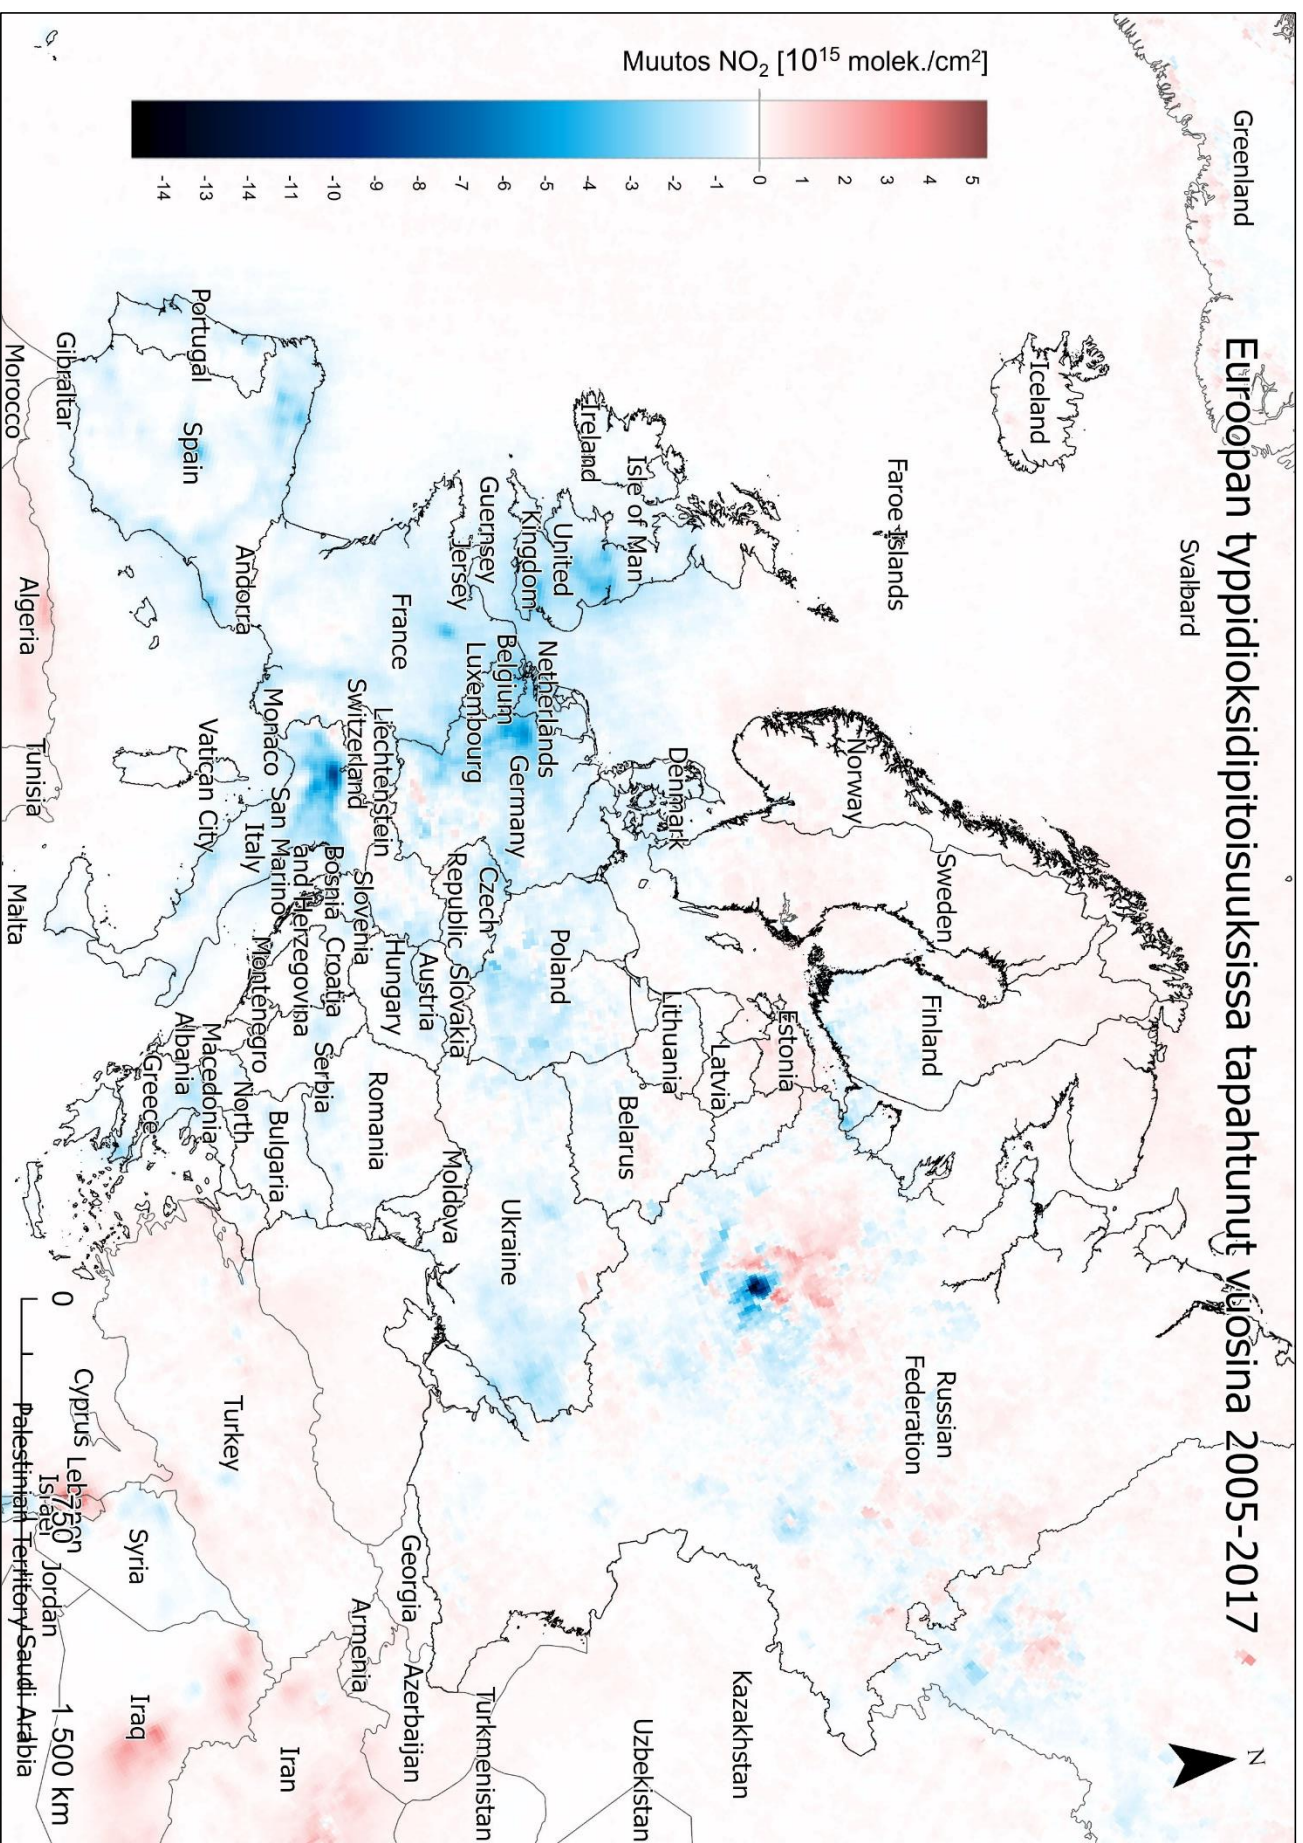 Euroopan typpidioksidipitoisuuksissa tapahtunut vuosina 2005-2017
N
Greenland
Svalbard
Iceland
Faroe Islands
Norway
Sweden
Finland
Russian
Federation
Estonia
Latvia
Lithuania
Denmark
Isle of Man
Ireland
United
Kingdom
Netherlands
Belgium
Germany
Luxembourg
Guernsey
Jersey
Poland
Belarus
Ukraine
Czech
Republic
Slovakia
Moldova
France
Liechtenstein
Switzerland
Austria
Hungary
Slovenia
Croatia
Romania
Bosnia
and Herzegovina
Serbia
Monaco
San Marino
Italy
Montenegro
Bulgaria
Vatican City
North
Macedonia
Albania
Greece
Andorra
Portugal
Spain
Gibraltar
Morocco
Algeria
Tunisia
Malta
Turkey
Cyprus
Lebanon
Israel
Syria
Jordan
Palestinian Territory
Saudi Arabia
Iraq
Iran
Georgia
Armenia
Azerbaijan
Turkmenistan
Uzbekistan
Kazakhstan
Muutos NO₂ [10¹⁵ molek./cm²]
-14 -13 -11 -10 -9 -8 -7 -6 -5 -4 -3 -2 -1 0 1 2 3 4 5
0 750 1 500 km